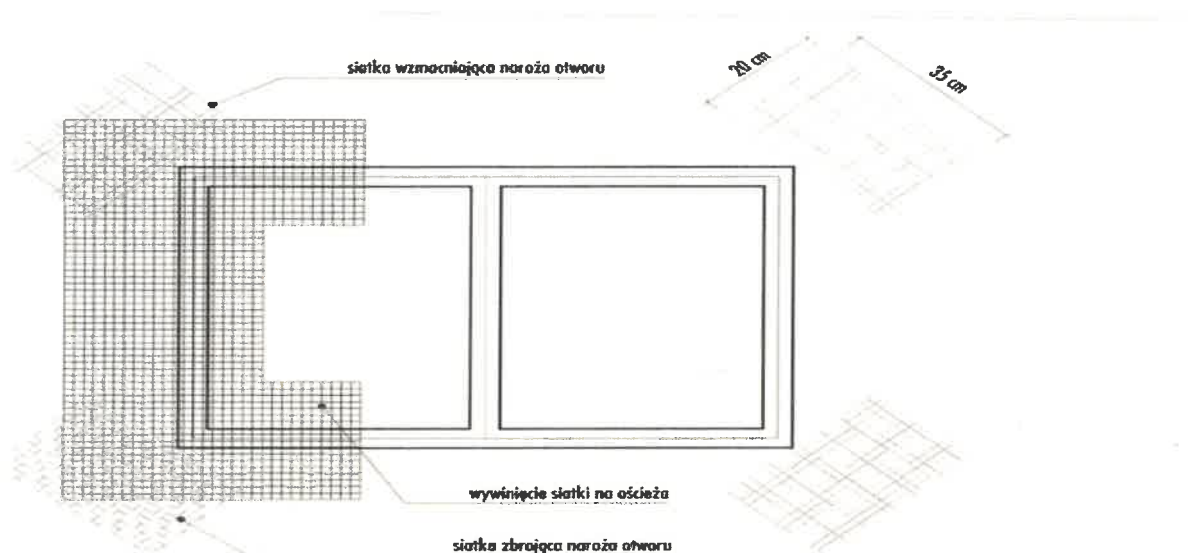 siatka wzmacniająca naroża otworu
20 cm
35 cm
wywinięcie siatki na ościeża
siatka zbrojąca naroża otworu